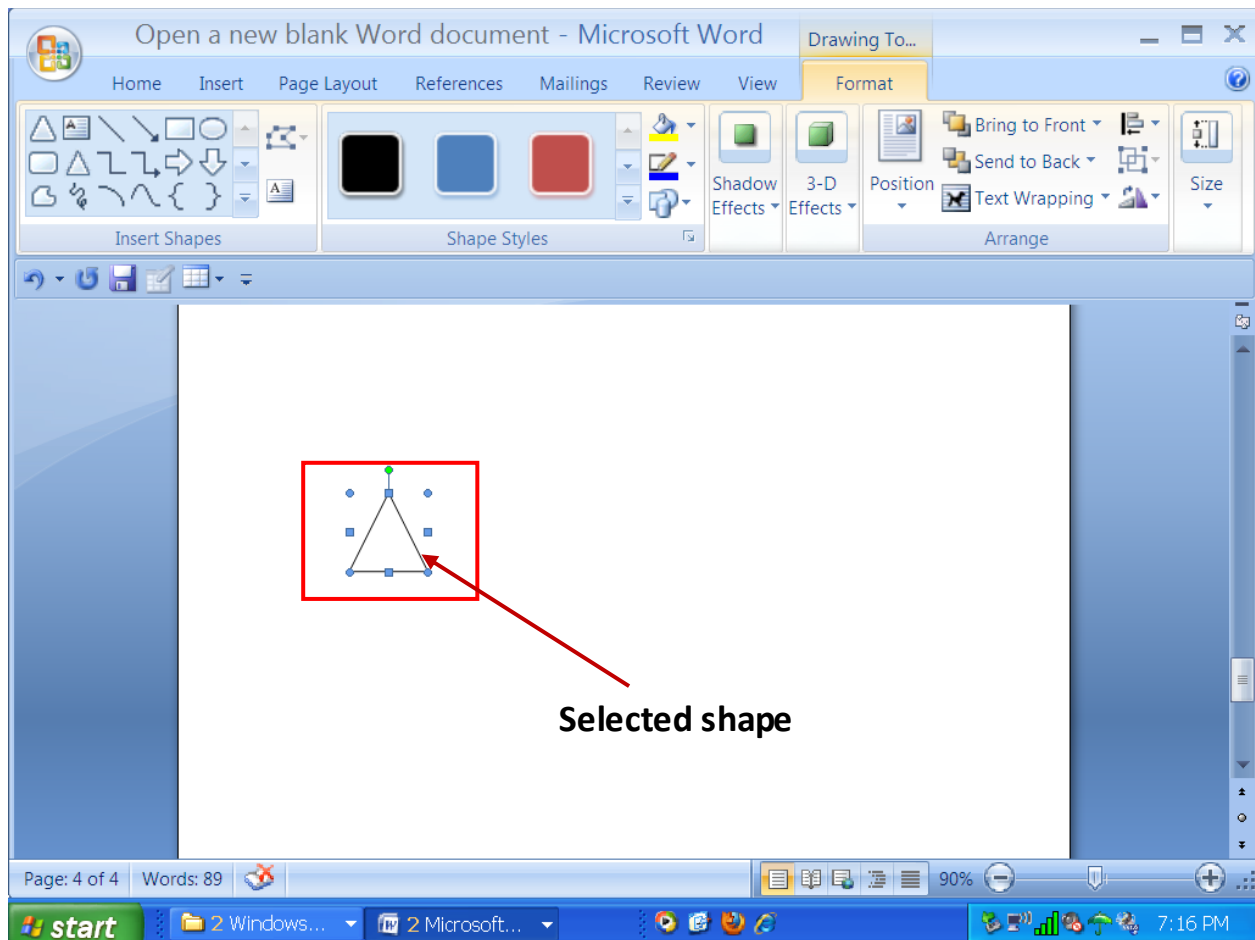 Open a new blank Word document - Microsoft Word
Drawing To...
Home Insert Page Layout References Mailings Review View Format
Bring to Front
Send to Back
Text Wrapping
Shadow
Effects
3-D
Effects
Position
Size
Insert Shapes
Shape Styles
Arrange
Selected shape
Page: 4 of 4 Words: 89
90%
start
2 Windows...
2 Microsoft...
7:16 PM